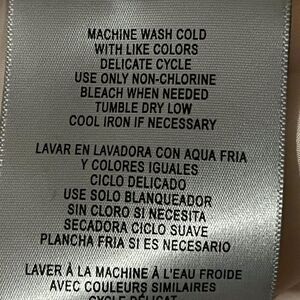 MACHINE WASH COLD
WITH LIKE COLORS
DELICATE CYCLE
USE ONLY NON-CHLORINE
BLEACH WHEN NEEDED
TUMBLE DRY LOW
COOL IRON IF NECESSARY
LAVAR EN LAVADORA CON AQUA FRIA
Y COLORES IGUALES
CICLO DELICADO
USE SOLO BLANQUEADOR
SIN CLORO SI NECESITA
SECADORA CICLO SUAVE
PLANCHA FRIA SI ES NECESARIO
LAVER À LA MACHINE À L'EAU FROIDE
AVEC COULEURS SIMILAIRES
CYCLE DÉLICAT